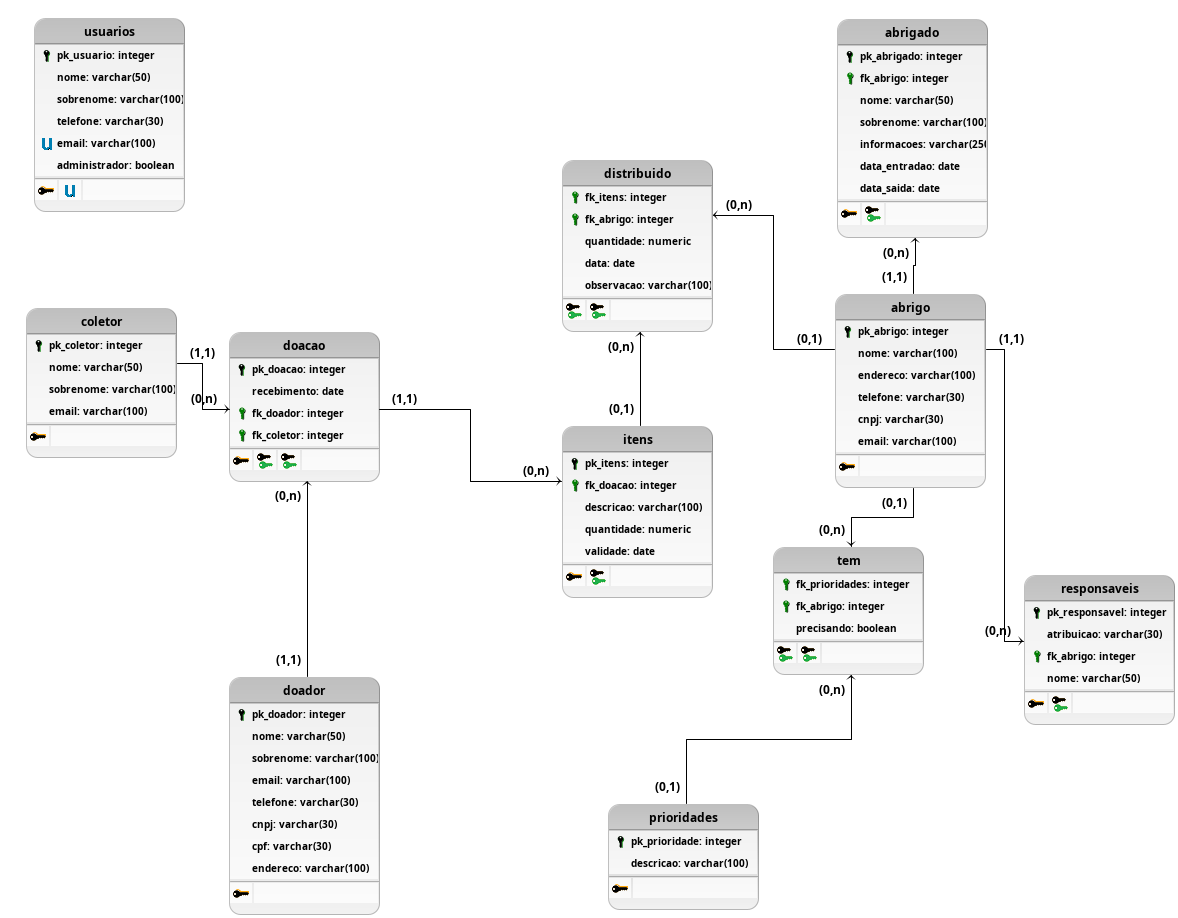 usuarios
pk_usuario: integer
nome: varchar(50)
sobrenome: varchar(100)
telefone: varchar(30)
u email: varchar(100)
administrador: boolean
u
abrigado
pk_abrigado: integer
fk_abrigo: integer
nome: varchar(50)
sobrenome: varchar(100)
informacoes: varchar(250
data_entradao: date
data_saida: date
distribuido
fk_itens: integer
fk_abrigo: integer
quantidade: numeric
data: date
observacao: varchar(100)
(0,n)
(0,n)
(1,1)
abrigo
pk_abrigo: integer
nome: varchar(100)
endereco: varchar(100)
telefone: varchar(30)
cnpj: varchar(30)
email: varchar(100)
(0,1)
(1,1)
coletor
pk_coletor: integer
nome: varchar(50)
sobrenome: varchar(100)
email: varchar(100)
(1,1)
(0,n)
doacao
pk_doacao: integer
recebimento: date
fk_doador: integer
fk_coletor: integer
(1,1)
(0,n)
(0,n)
(0,1)
itens
pk_itens: integer
fk_doacao: integer
descricao: varchar(100)
quantidade: numeric
validade: date
(0,n)
(0,1)
(0,n)
tem
fk_prioridades: integer
fk_abrigo: integer
precisando: boolean
(0,n)
responsaveis
pk_responsavel: integer
atribuicao: varchar(30)
fk_abrigo: integer
nome: varchar(50)
(0,n)
(1,1)
doador
pk_doador: integer
nome: varchar(50)
sobrenome: varchar(100)
email: varchar(100)
telefone: varchar(30)
cnpj: varchar(30)
cpf: varchar(30)
endereco: varchar(100)
(0,n)
(0,1)
prioridades
pk_prioridade: integer
descricao: varchar(100)